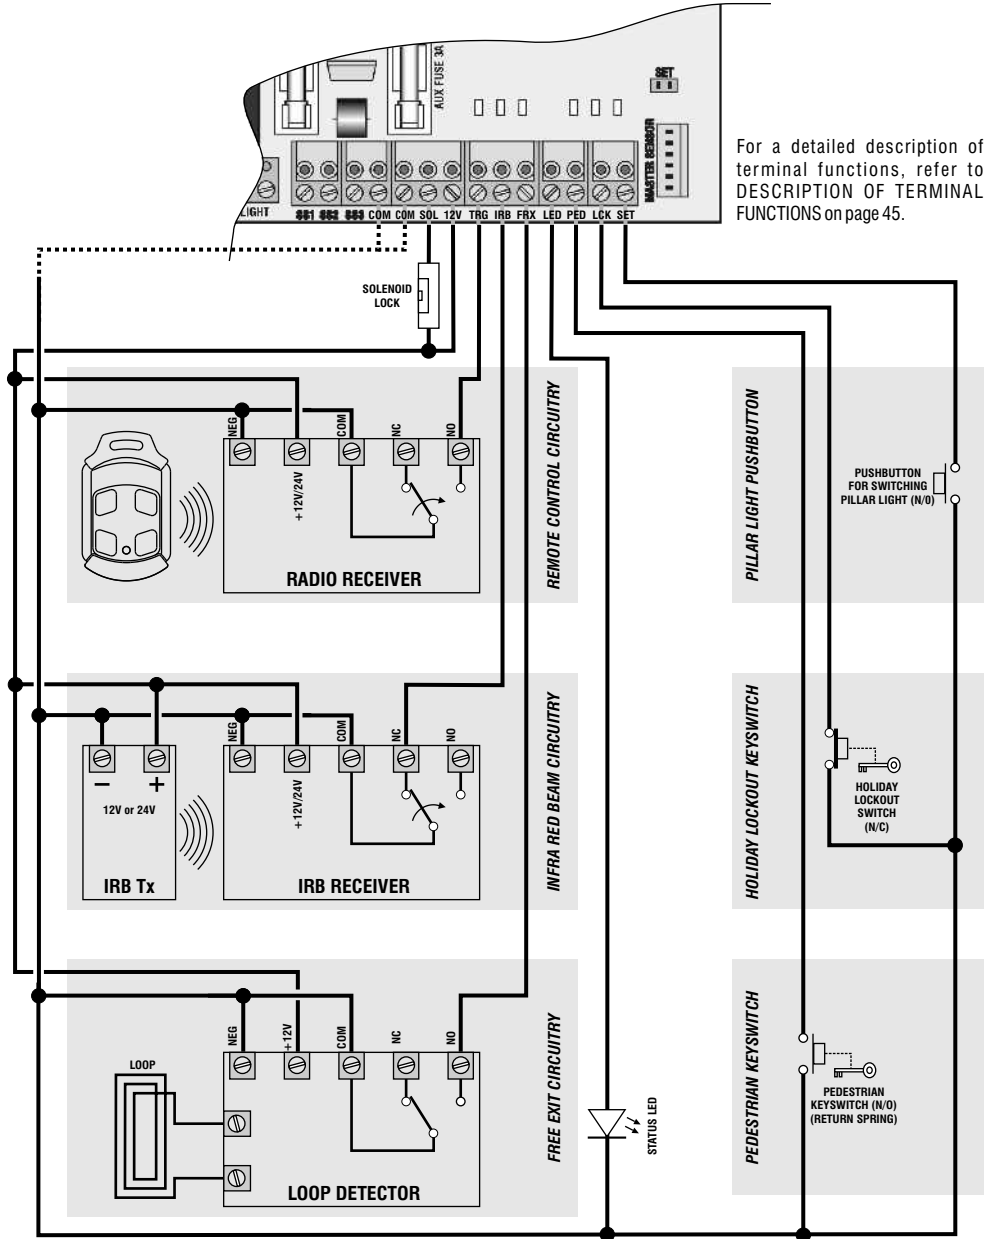 AUX FUSE 3A
SET
MASTER SENSOR
LIGHT
SS1 SS2 SS3 COM COM SOL 12V TRG IRB FRX LED PED LCK SET
For a detailed description of
terminal functions, refer to
DESCRIPTION OF TERMINAL
FUNCTIONS on page 45.
SOLENOID
LOCK
NEG
+12V/24V
COM
NC
NO
RADIO RECEIVER
REMOTE CONTROL CIRCUITRY
PUSHBUTTON
FOR SWITCHING
PILLAR LIGHT (N/O)
PILLAR LIGHT PUSHBUTTON
–
+
12V or 24V
IRB Tx
NEG
+12V/24V
COM
NC
NO
IRB RECEIVER
INFRA RED BEAM CIRCUITRY
HOLIDAY LOCKOUT KEYSWITCH
HOLIDAY
LOCKOUT
SWITCH
(N/C)
LOOP
NEG
+12V
COM
NC
NO
LOOP DETECTOR
FREE EXIT CIRCUITRY
STATUS LED
PEDESTRIAN KEYSWITCH
PEDESTRIAN
KEYSWITCH (N/O)
(RETURN SPRING)